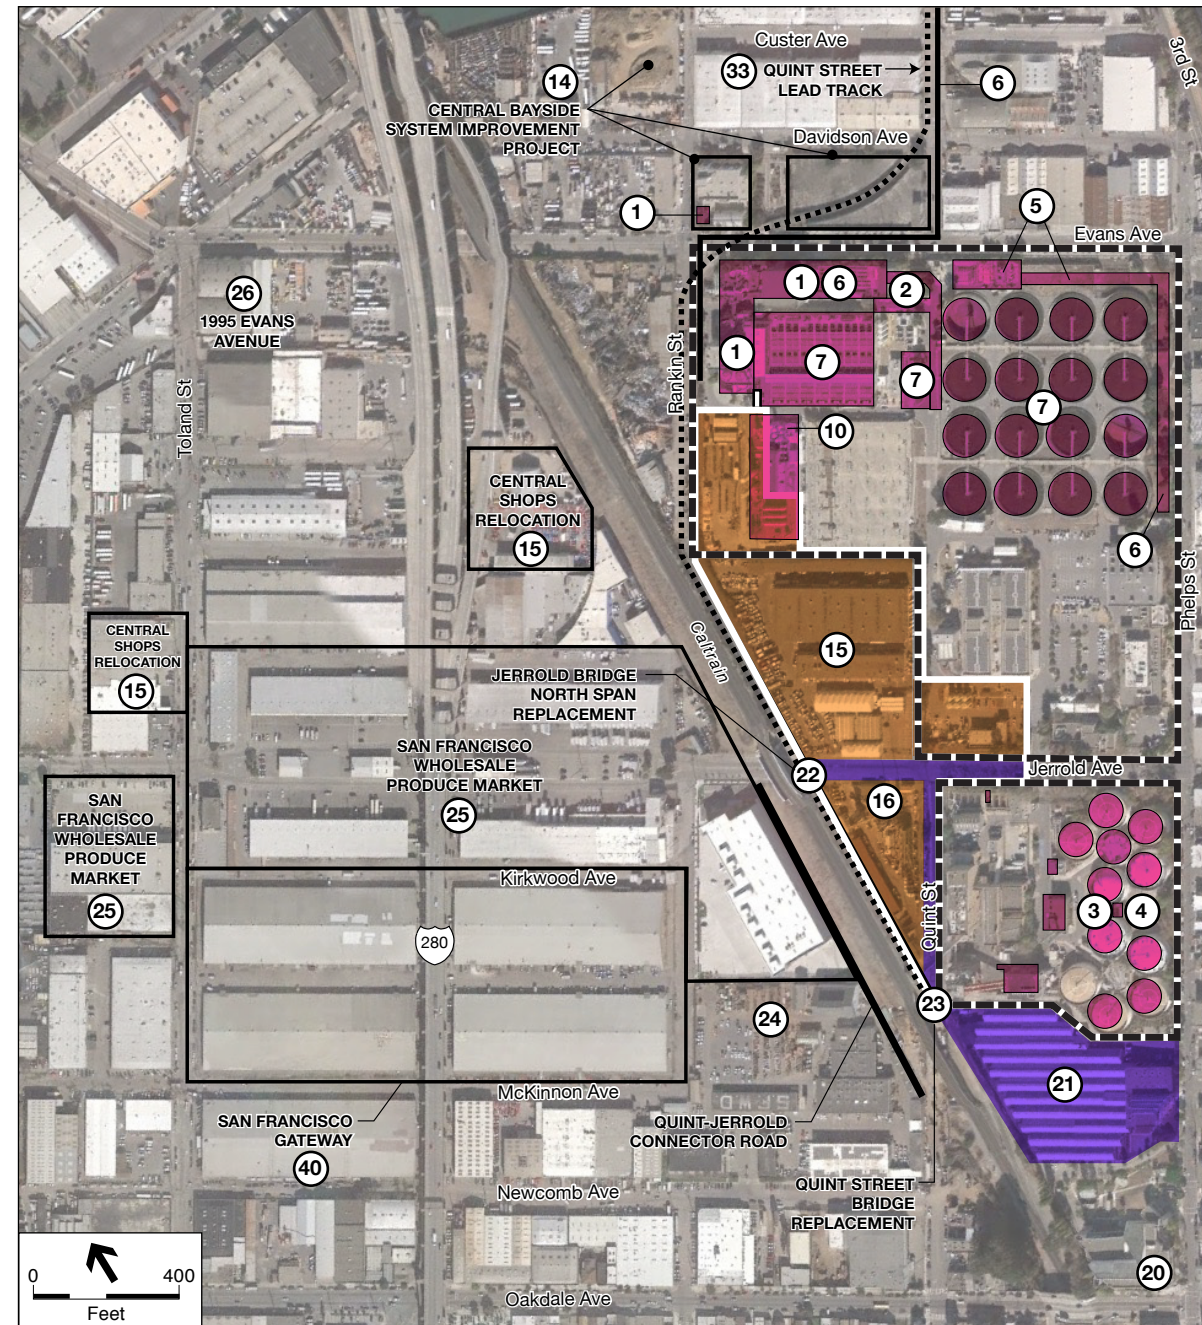 Custer Ave
3rd St
33
QUINT STREET
LEAD TRACK
14
6
CENTRAL BAYSIDE
SYSTEM IMPROVEMENT
PROJECT
Davidson Ave
1
5
Evans Ave
26
1995 EVANS
AVENUE
1
6
2
Rankin St
1
7
7
7
Toland St
10
CENTRAL
SHOPS
RELOCATION
15
6
Phelps St
CENTRAL
SHOPS
RELOCATION
15
Caltrain
15
JERROLD BRIDGE
NORTH SPAN
REPLACEMENT
SAN FRANCISCO
WHOLESALE
PRODUCE MARKET
25
22
Jerrold Ave
16
SAN
FRANCISCO
WHOLESALE
PRODUCE
MARKET
25
Kirkwood Ave
280
Quint St
3
4
23
24
21
McKinnon Ave
SFWD
SAN FRANCISCO
GATEWAY
40
QUINT-JERROLD
CONNECTOR ROAD
Newcomb Ave
QUINT STREET
BRIDGE
REPLACEMENT
20
0
400
Feet
Oakdale Ave